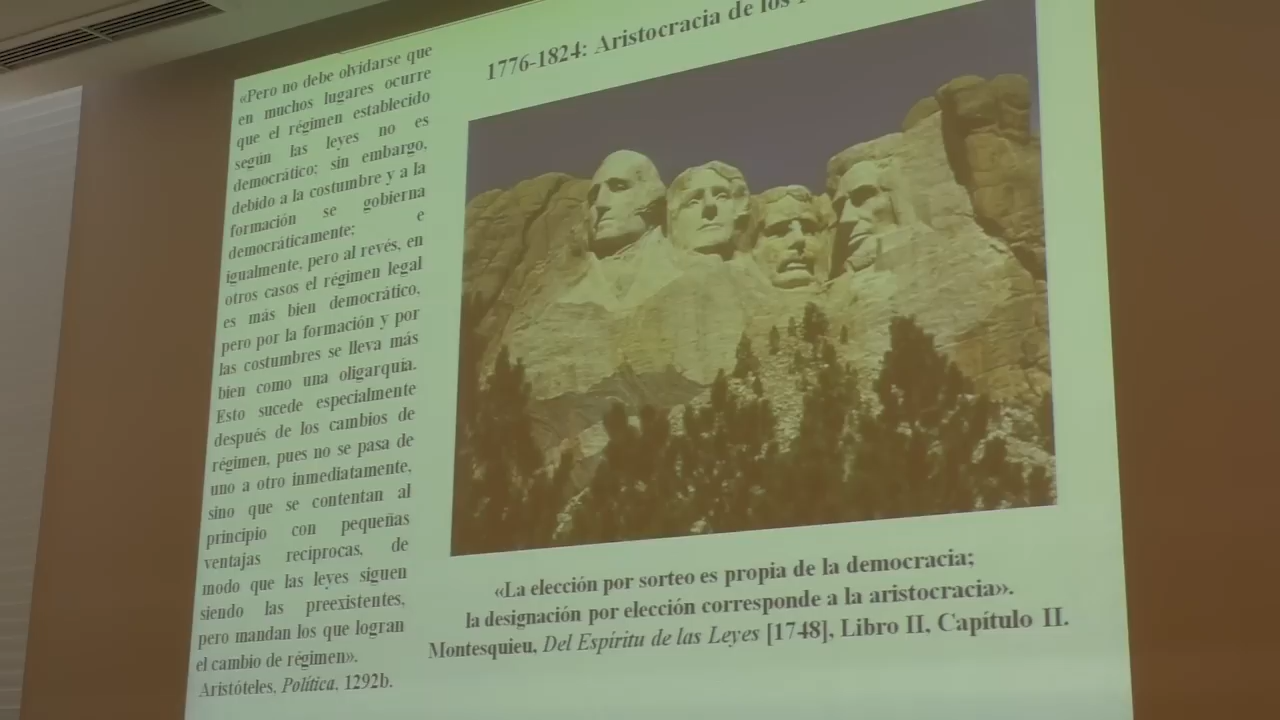 «Pero no debe olvidarse que
en muchos lugares ocurre
que el régimen establecido
según las leyes no es
democrático; sin embargo,
debido a la costumbre y a la
formación se gobierna
democráticamente; e
igualmente, pero al revés, en
otros casos el régimen legal
es más bien democrático,
pero por la formación y por
las costumbres se lleva más
bien como una oligarquía.
Esto sucede especialmente
después de los cambios de
régimen, pues no se pasa de
uno a otro inmediatamente,
sino que se contentan al
principio con pequeñas
ventajas reciprocas, de
modo que las leyes siguen
siendo las preexistentes,
pero mandan los que logran
el cambio de régimen».
Aristóteles, Política, 1292b.
1776-1824: Aristocracia de los
«La elección por sorteo es propia de la democracia;
la designación por elección corresponde a la aristocracia».
Montesquieu, Del Espíritu de las Leyes [1748], Libro II, Capítulo II.